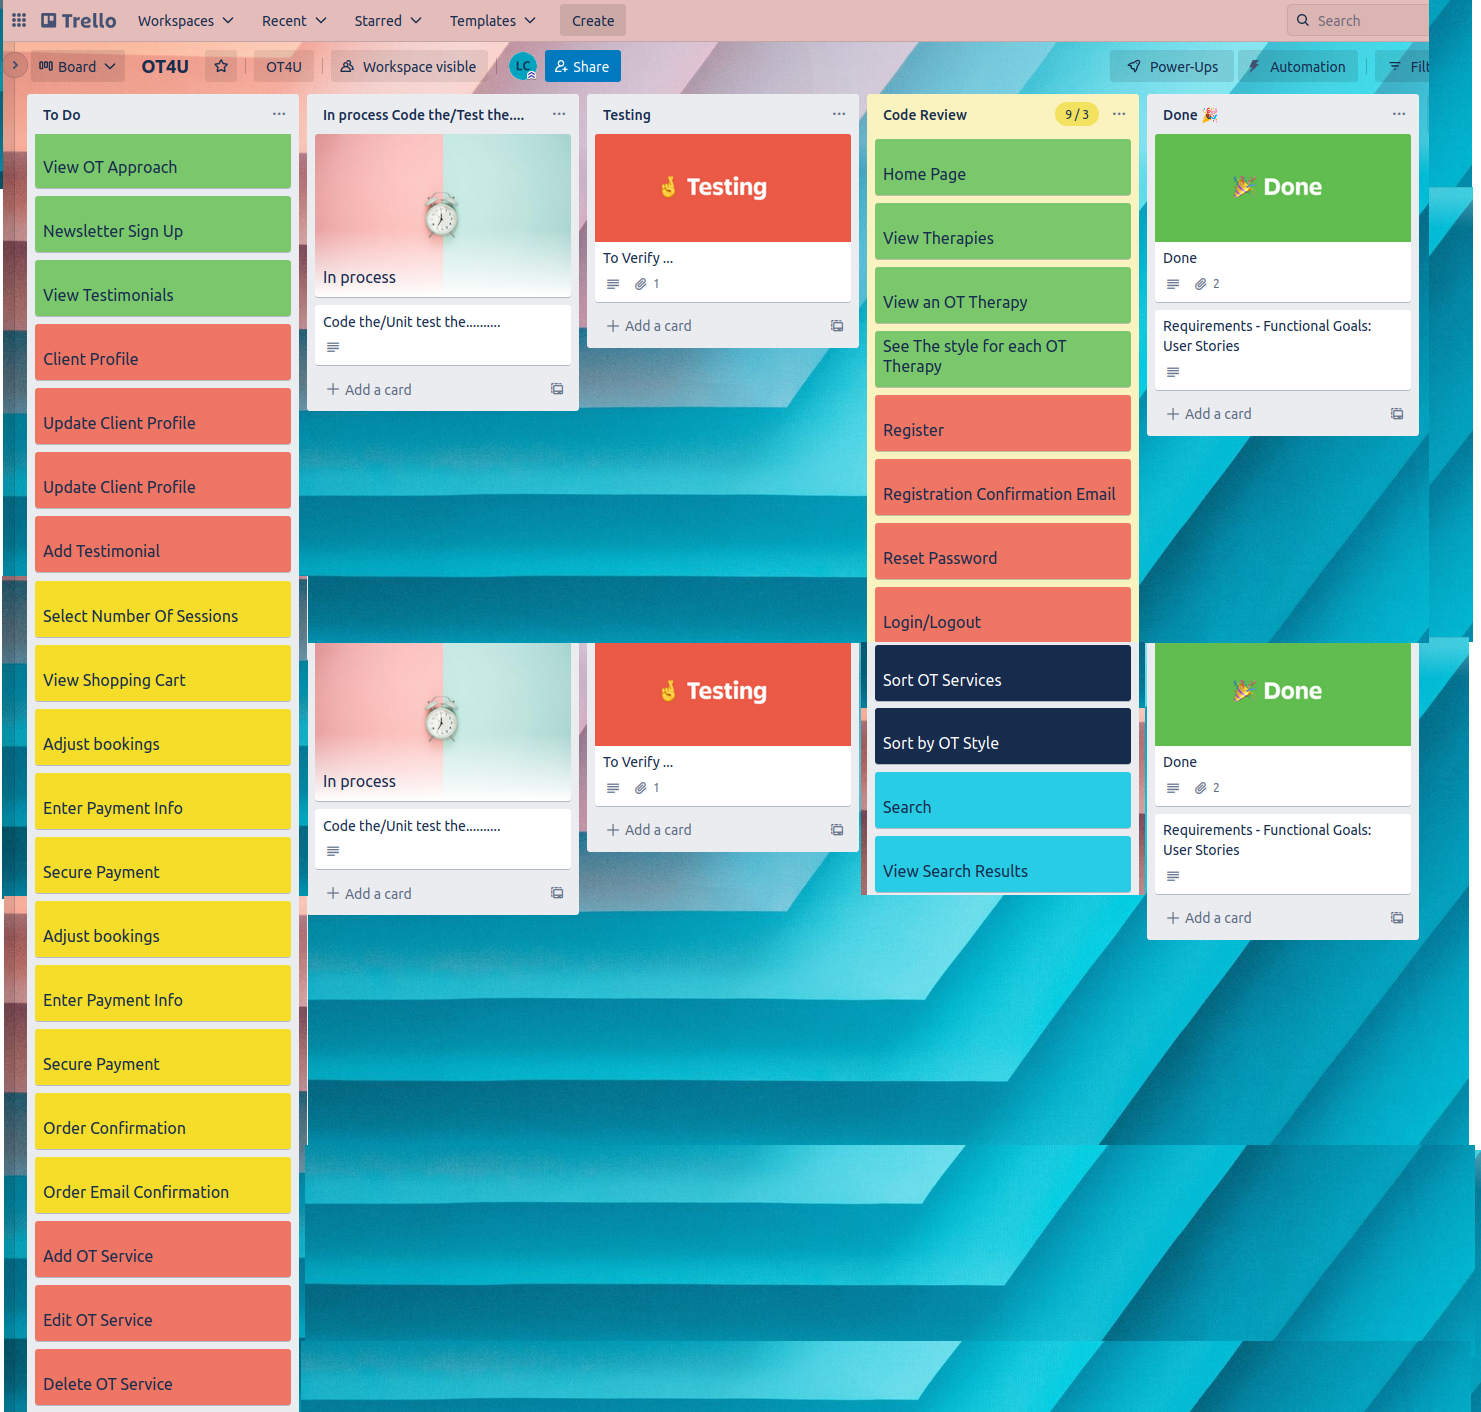 Trello
Workspaces
Recent
Starred
Templates
Create
Search
Board
OT4U
OT4U
Workspace visible
LC
Share
Power-Ups
Automation
Filt
To Do
View OT Approach
Newsletter Sign Up
View Testimonials
Client Profile
Update Client Profile
Update Client Profile
Add Testimonial
Select Number Of Sessions
View Shopping Cart
Adjust bookings
Enter Payment Info
Secure Payment
Adjust bookings
Enter Payment Info
Secure Payment
Order Confirmation
Order Email Confirmation
Add OT Service
Edit OT Service
Delete OT Service
In process Code the/Test the....
In process
Code the/Unit test the..........
+ Add a card
In process
Code the/Unit test the..........
+ Add a card
Testing
🤞 Testing
To Verify ...
1
+ Add a card
🤞 Testing
To Verify ...
1
+ Add a card
Code Review
9 / 3
Home Page
View Therapies
View an OT Therapy
See The style for each OT
Therapy
Register
Registration Confirmation Email
Reset Password
Login/Logout
Sort OT Services
Sort by OT Style
Search
View Search Results
Done 🎉
🎉 Done
Done
2
Requirements - Functional Goals:
User Stories
+ Add a card
🎉 Done
Done
2
Requirements - Functional Goals:
User Stories
+ Add a card